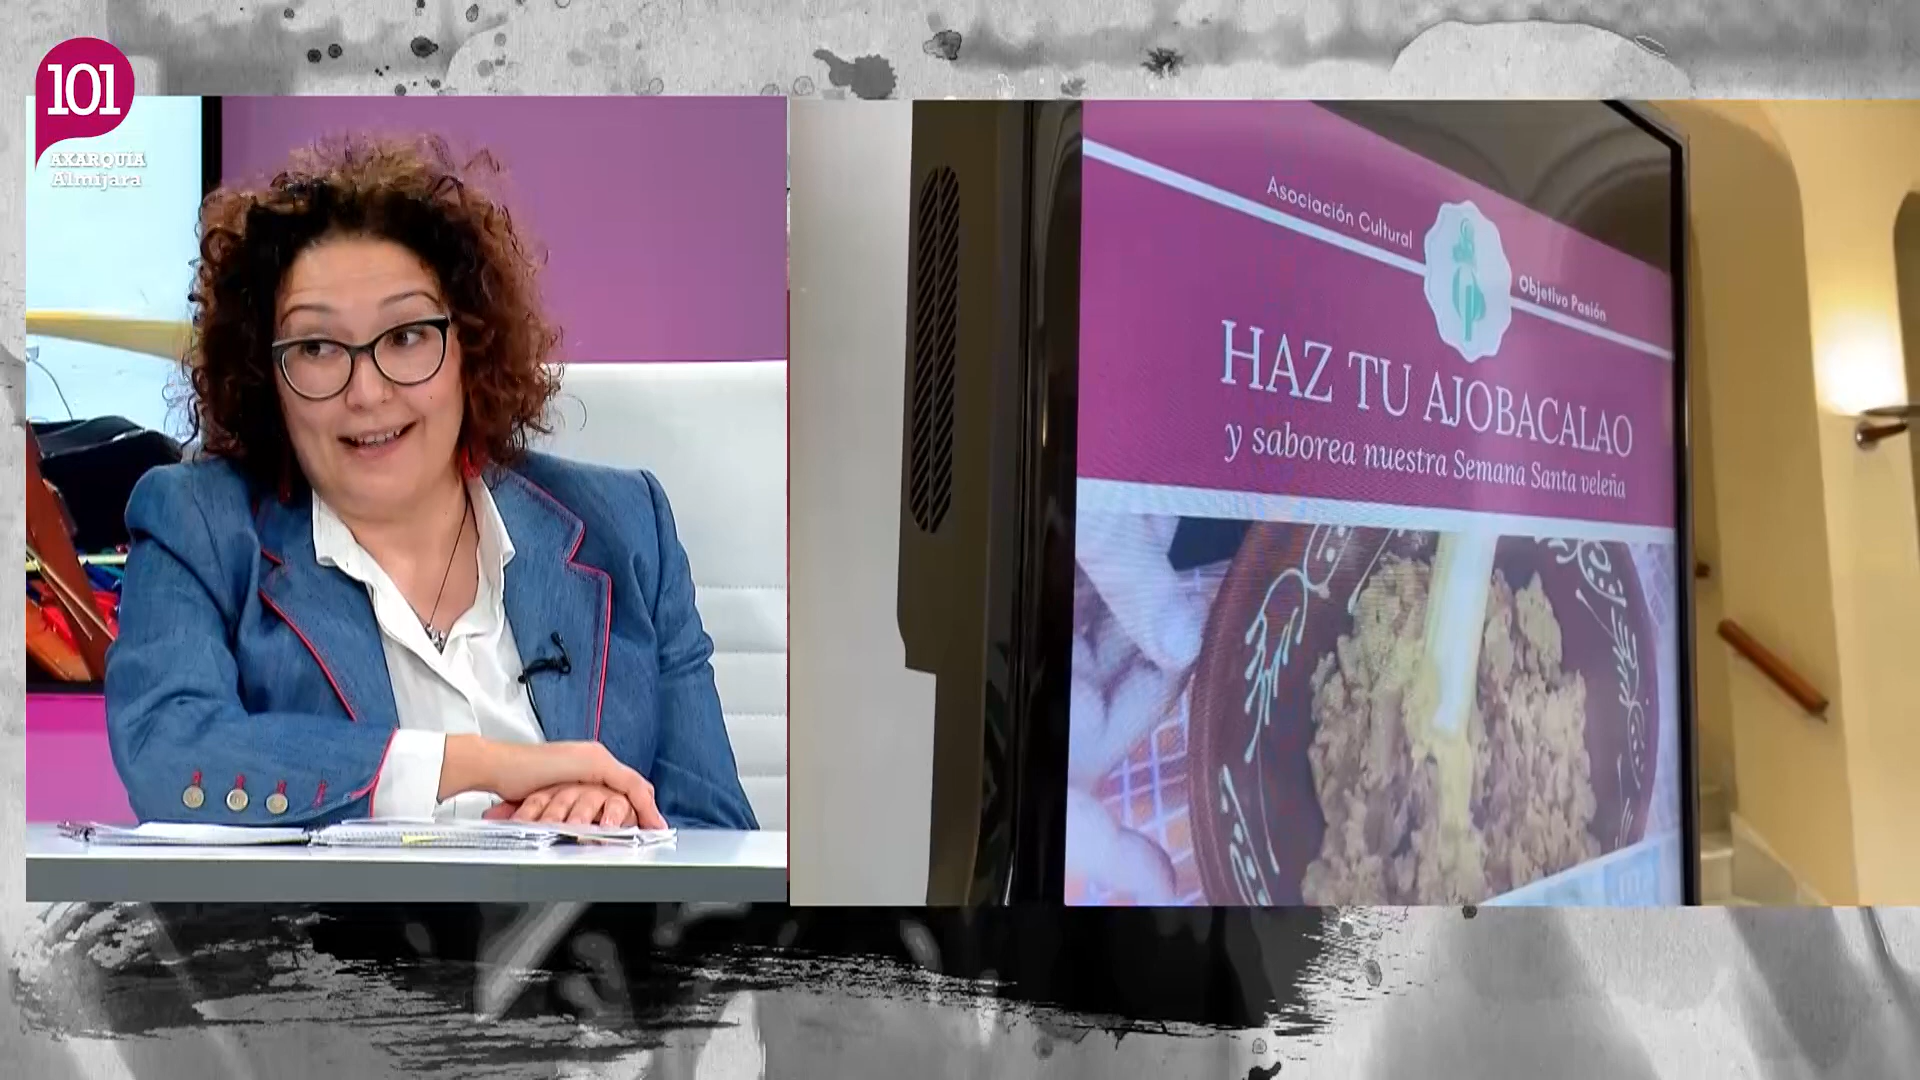 101
AXARQUÍA
Almijara
Asociación Cultural
Objetivo Pasión
HAZ TU AJOBACALAO
y saborea nuestra Semana Santa veleña